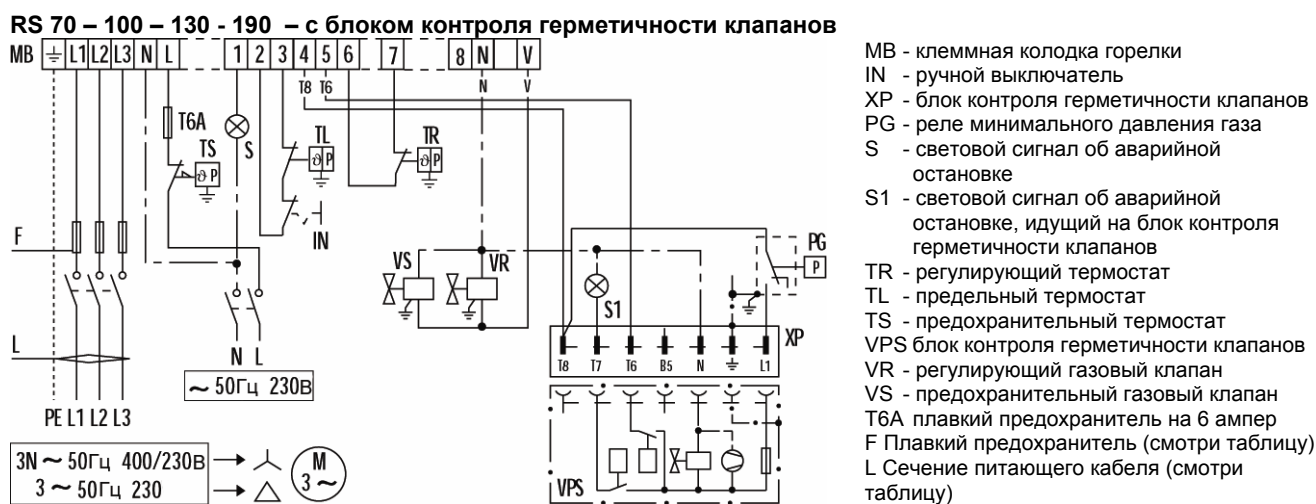 RS 70 – 100 – 130 - 190 – с блоком контроля герметичности клапанов
MB L1 L2 L3 N L 1 2 3 4 5 6 7 8 N V
T8 T6 N V
T6A
TS
ϑ P
S
TL
ϑ P
TR
ϑ P
IN
F
VS
VR
PG
P
S1
L
N L
XP
T8 T7 T6 B5 N L1
~ 50Гц 230В
PE L1 L2 L3
3N ~ 50Гц 400/230В
3 ~ 50Гц 230
M
3 ~
VPS
MB - клеммная колодка горелки
IN - ручной выключатель
XP - блок контроля герметичности клапанов
PG - реле минимального давления газа
S - световой сигнал об аварийной
остановке
S1 - световой сигнал об аварийной
остановке, идущий на блок контроля
герметичности клапанов
TR - регулирующий термостат
TL - предельный термостат
TS - предохранительный термостат
VPS блок контроля герметичности клапанов
VR - регулирующий газовый клапан
VS - предохранительный газовый клапан
T6A плавкий предохранитель на 6 ампер
F Плавкий предохранитель (смотри таблицу)
L Сечение питающего кабеля (смотри
таблицу)